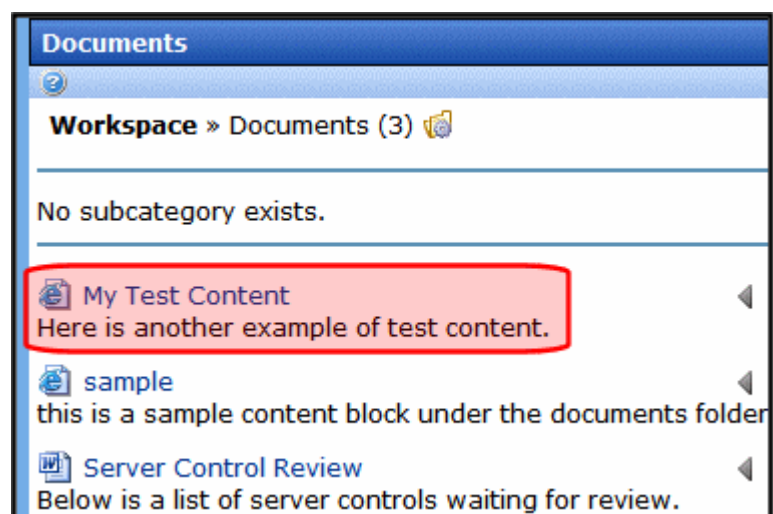 Documents
Workspace » Documents (3)
No subcategory exists.
My Test Content
Here is another example of test content.
sample
this is a sample content block under the documents folder
Server Control Review
Below is a list of server controls waiting for review.